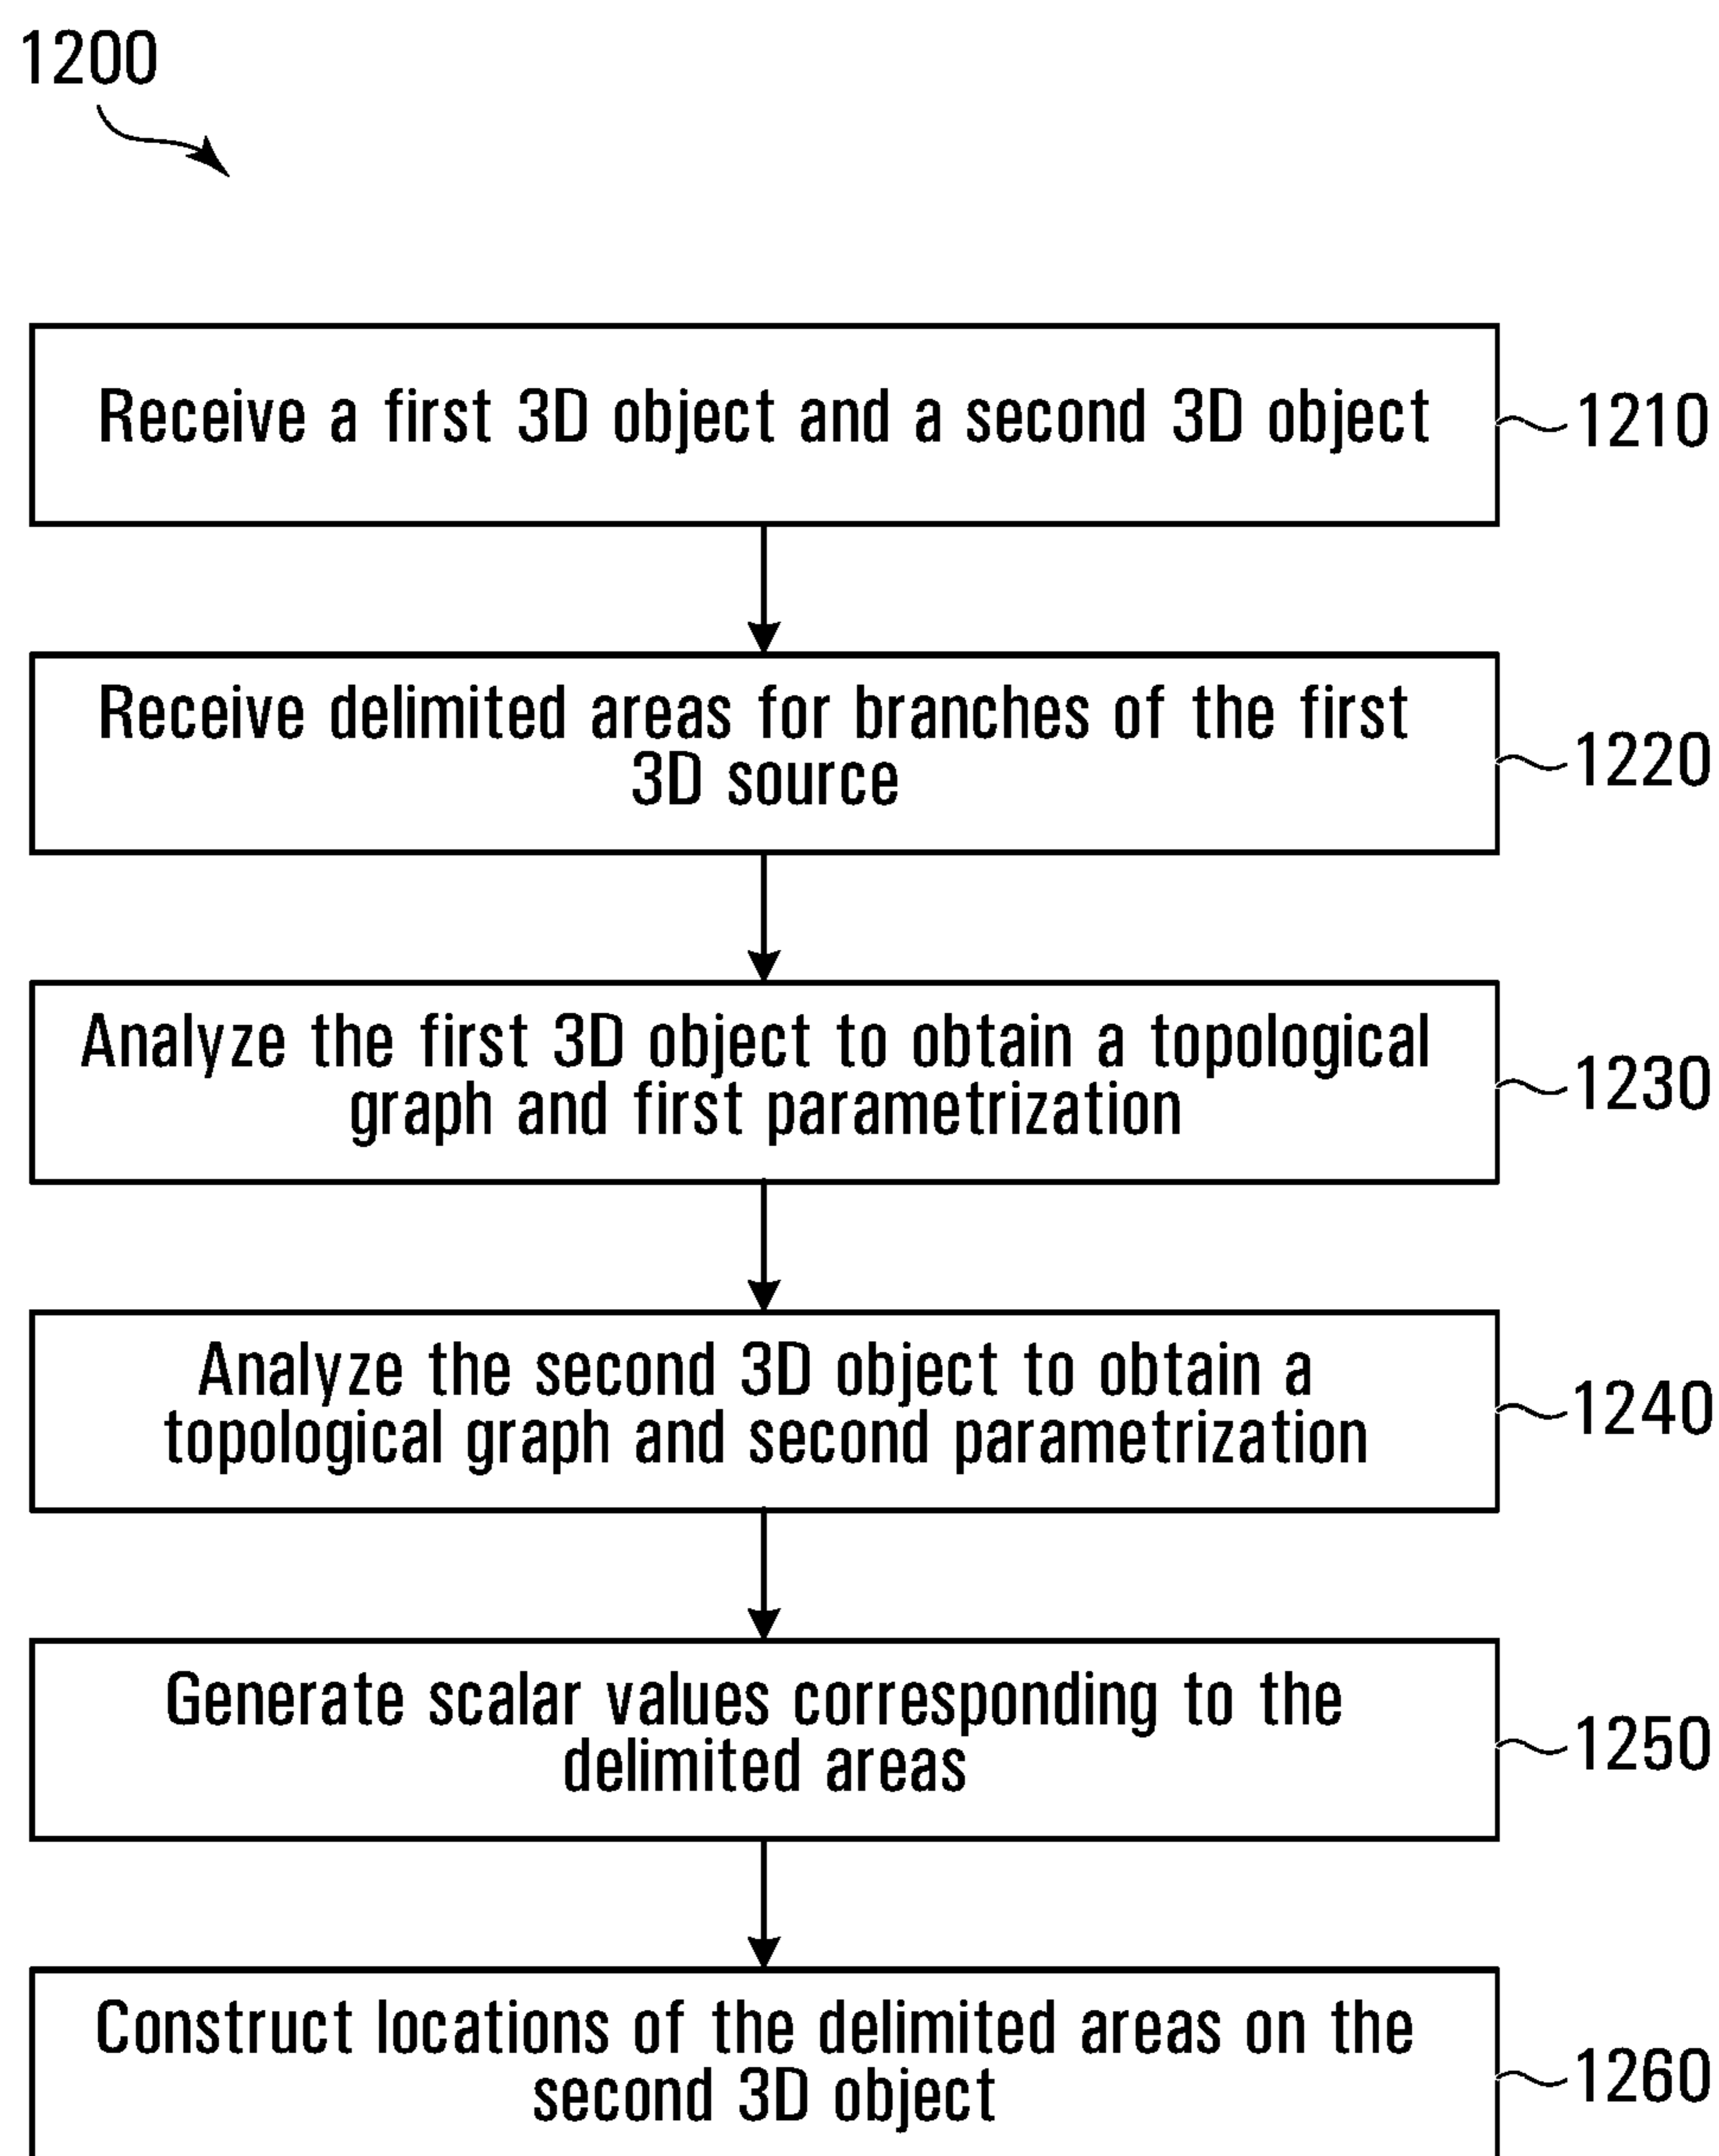 1200
Receive a first 3D object and a second 3D object
1210
Receive delimited areas for branches of the first
3D source
1220
Analyze the first 3D object to obtain a topological
graph and first parametrization
1230
Analyze the second 3D object to obtain a
topological graph and second parametrization
1240
Generate scalar values corresponding to the
delimited areas
1250
Construct locations of the delimited areas on the
second 3D object
1260